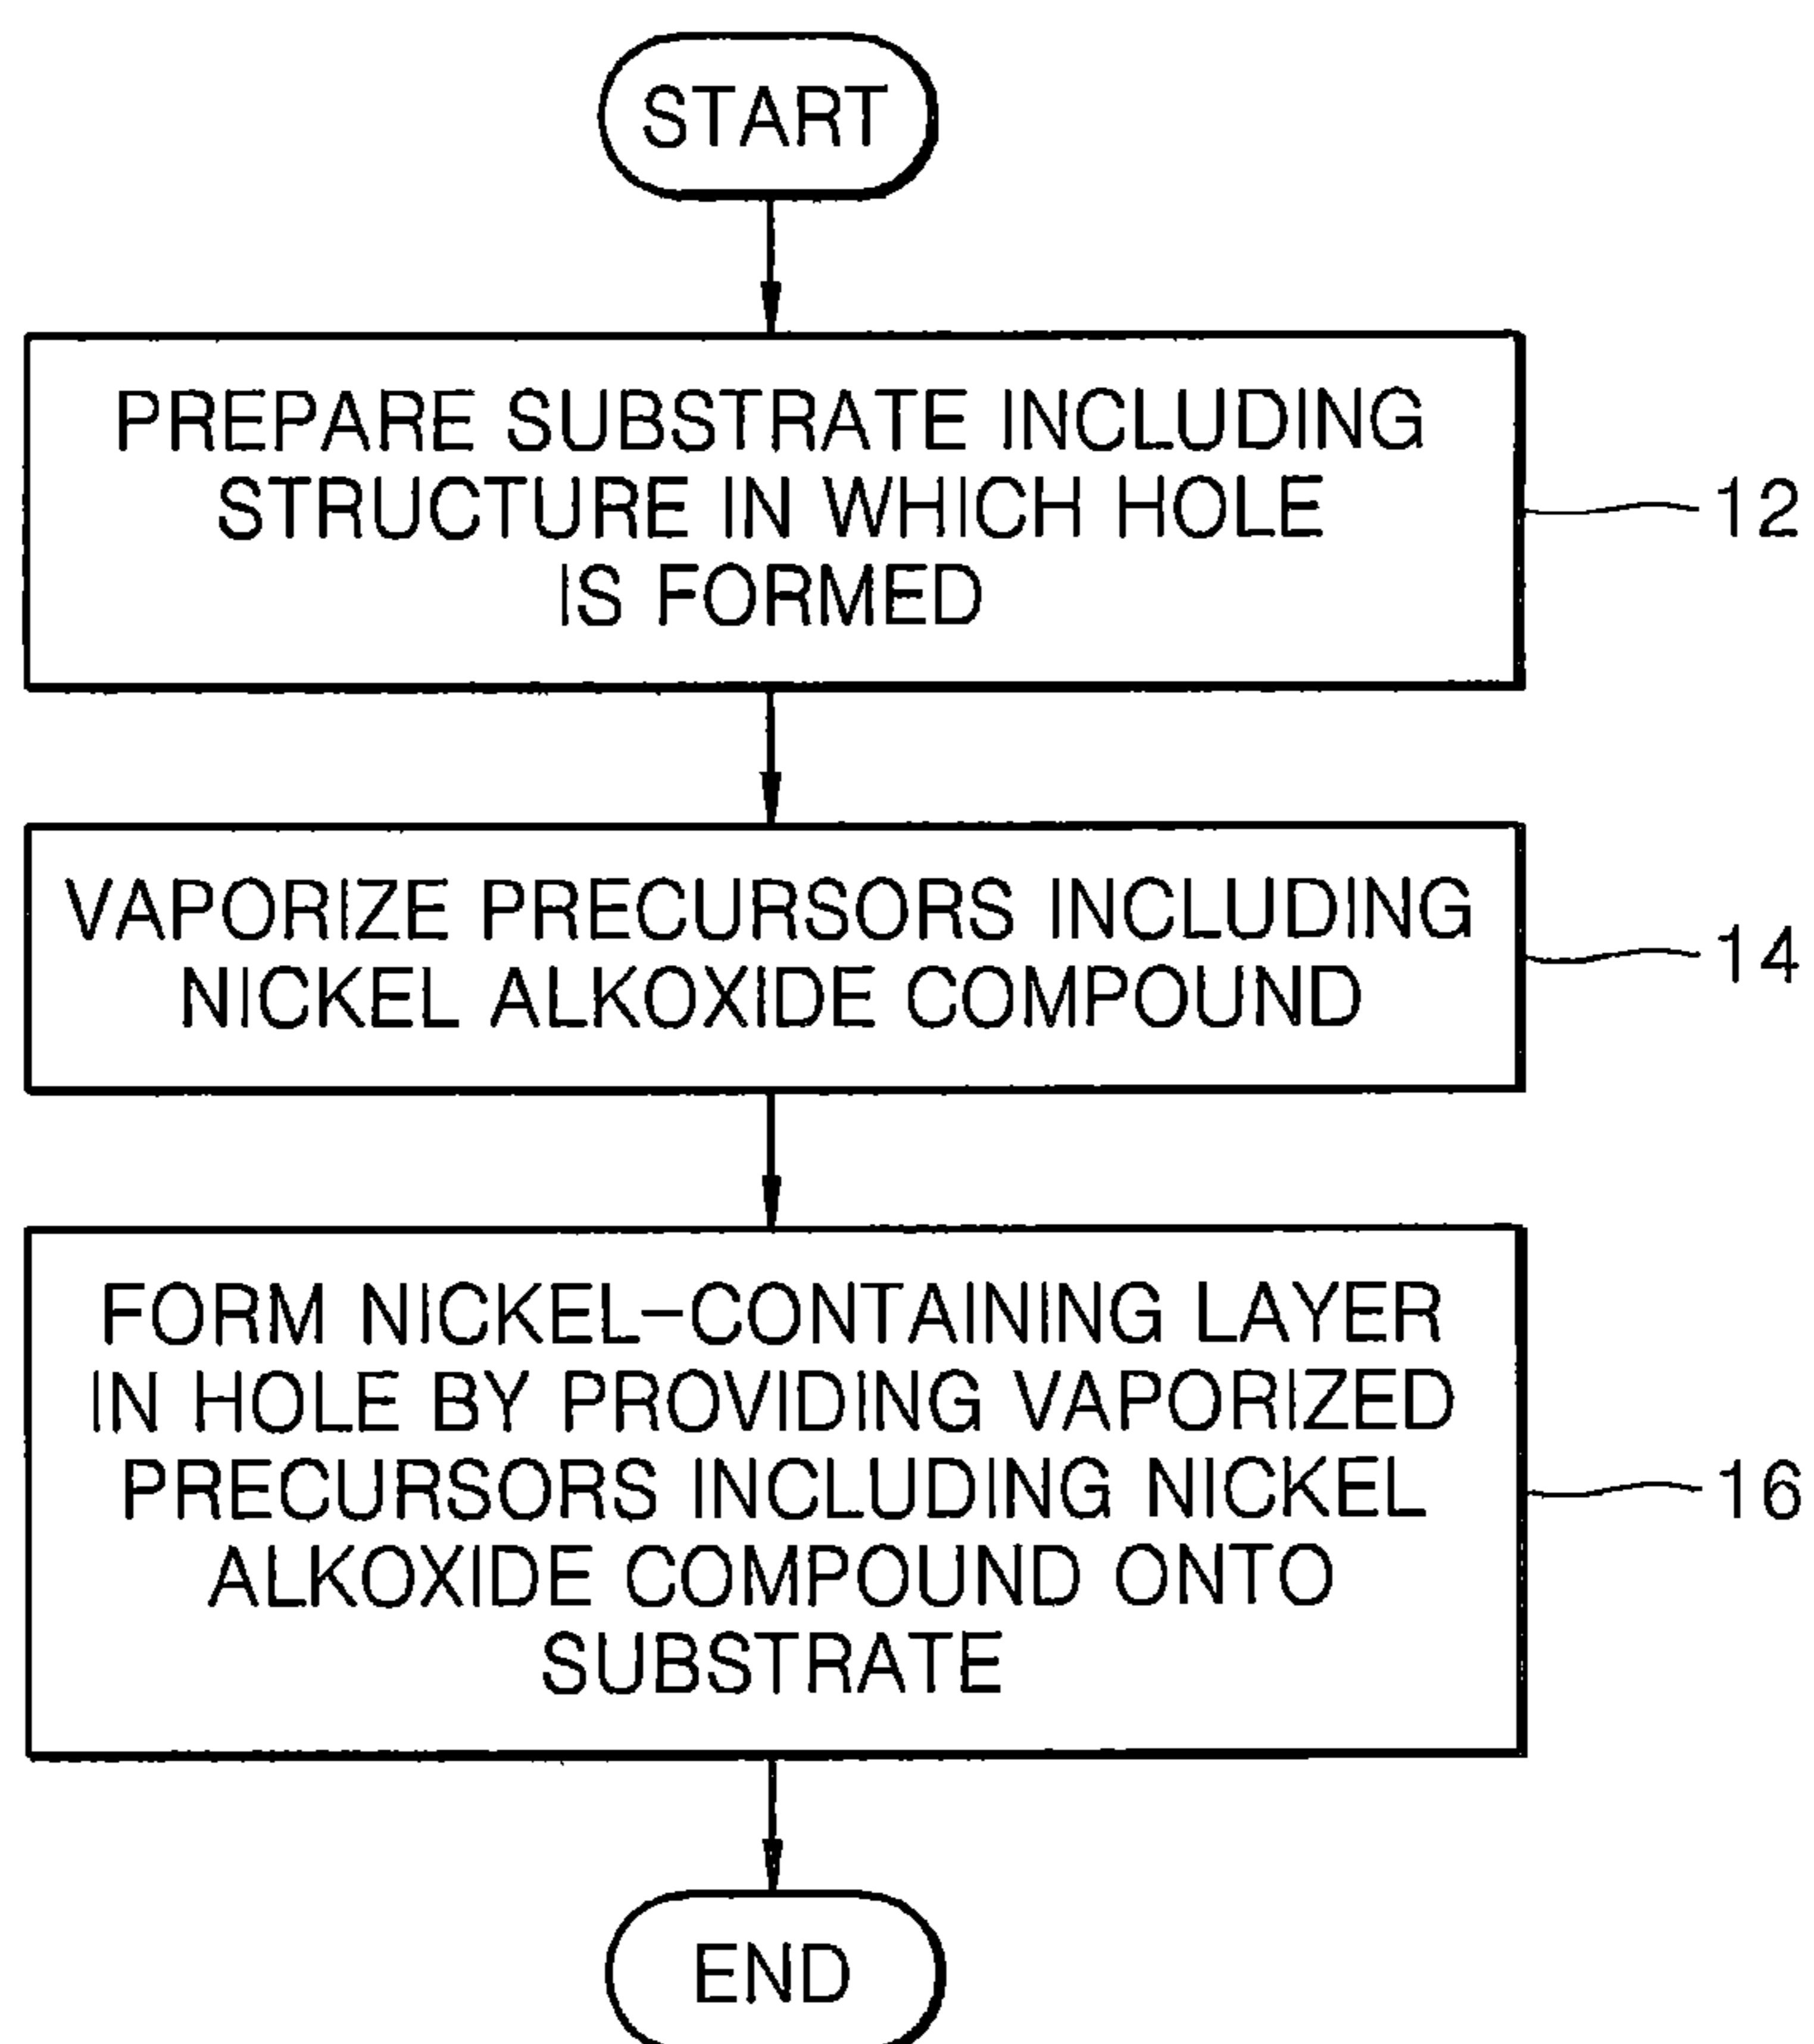 START
PREPARE SUBSTRATE INCLUDING
STRUCTURE IN WHICH HOLE
IS FORMED
12
VAPORIZE PRECURSORS INCLUDING
NICKEL ALKOXIDE COMPOUND
14
FORM NICKEL-CONTAINING LAYER
IN HOLE BY PROVIDING VAPORIZED
PRECURSORS INCLUDING NICKEL
ALKOXIDE COMPOUND ONTO
SUBSTRATE
16
END